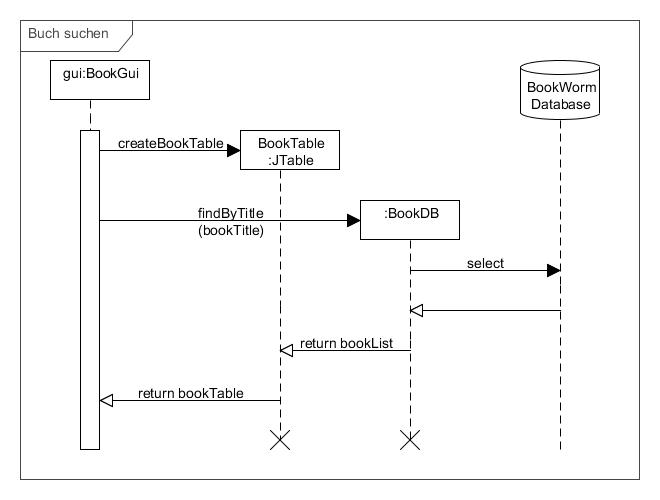 Buch suchen
gui:BookGui
BookWorm
Database
createBookTable
BookTable
:JTable
findByTitle
(bookTitle)
:BookDB
select
return bookList
return bookTable